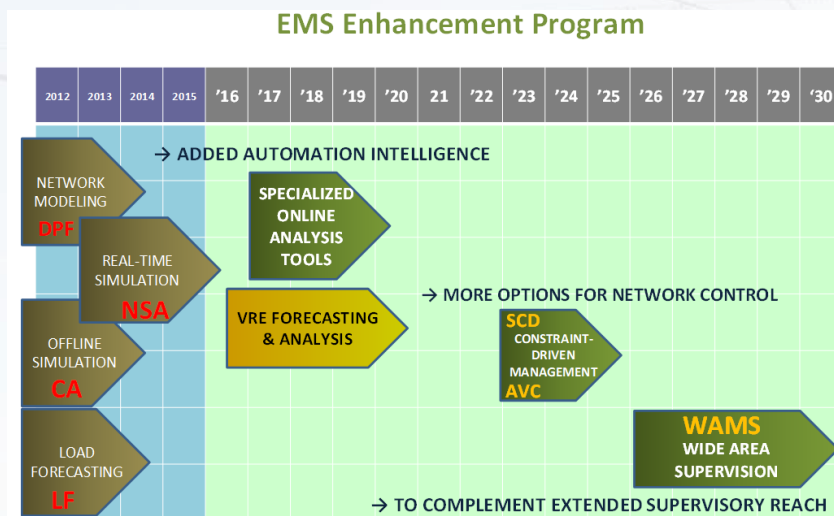 EMS Enhancement Program
2012 2013 2014 2015 '16 '17 '18 '19 '20 21 '22 '23 '24 '25 '26 '27 '28 '29 '30
→ ADDED AUTOMATION INTELLIGENCE
NETWORK
MODELING
DPF
SPECIALIZED
ONLINE
ANALYSIS
TOOLS
REAL-TIME
SIMULATION
NSA
→ MORE OPTIONS FOR NETWORK CONTROL
VRE FORECASTING
& ANALYSIS
OFFLINE
SIMULATION
CA
SCD
CONSTRAINT-
DRIVEN
MANAGEMENT
AVC
WAMS
WIDE AREA
SUPERVISION
LOAD
FORECASTING
LF
→ TO COMPLEMENT EXTENDED SUPERVISORY REACH